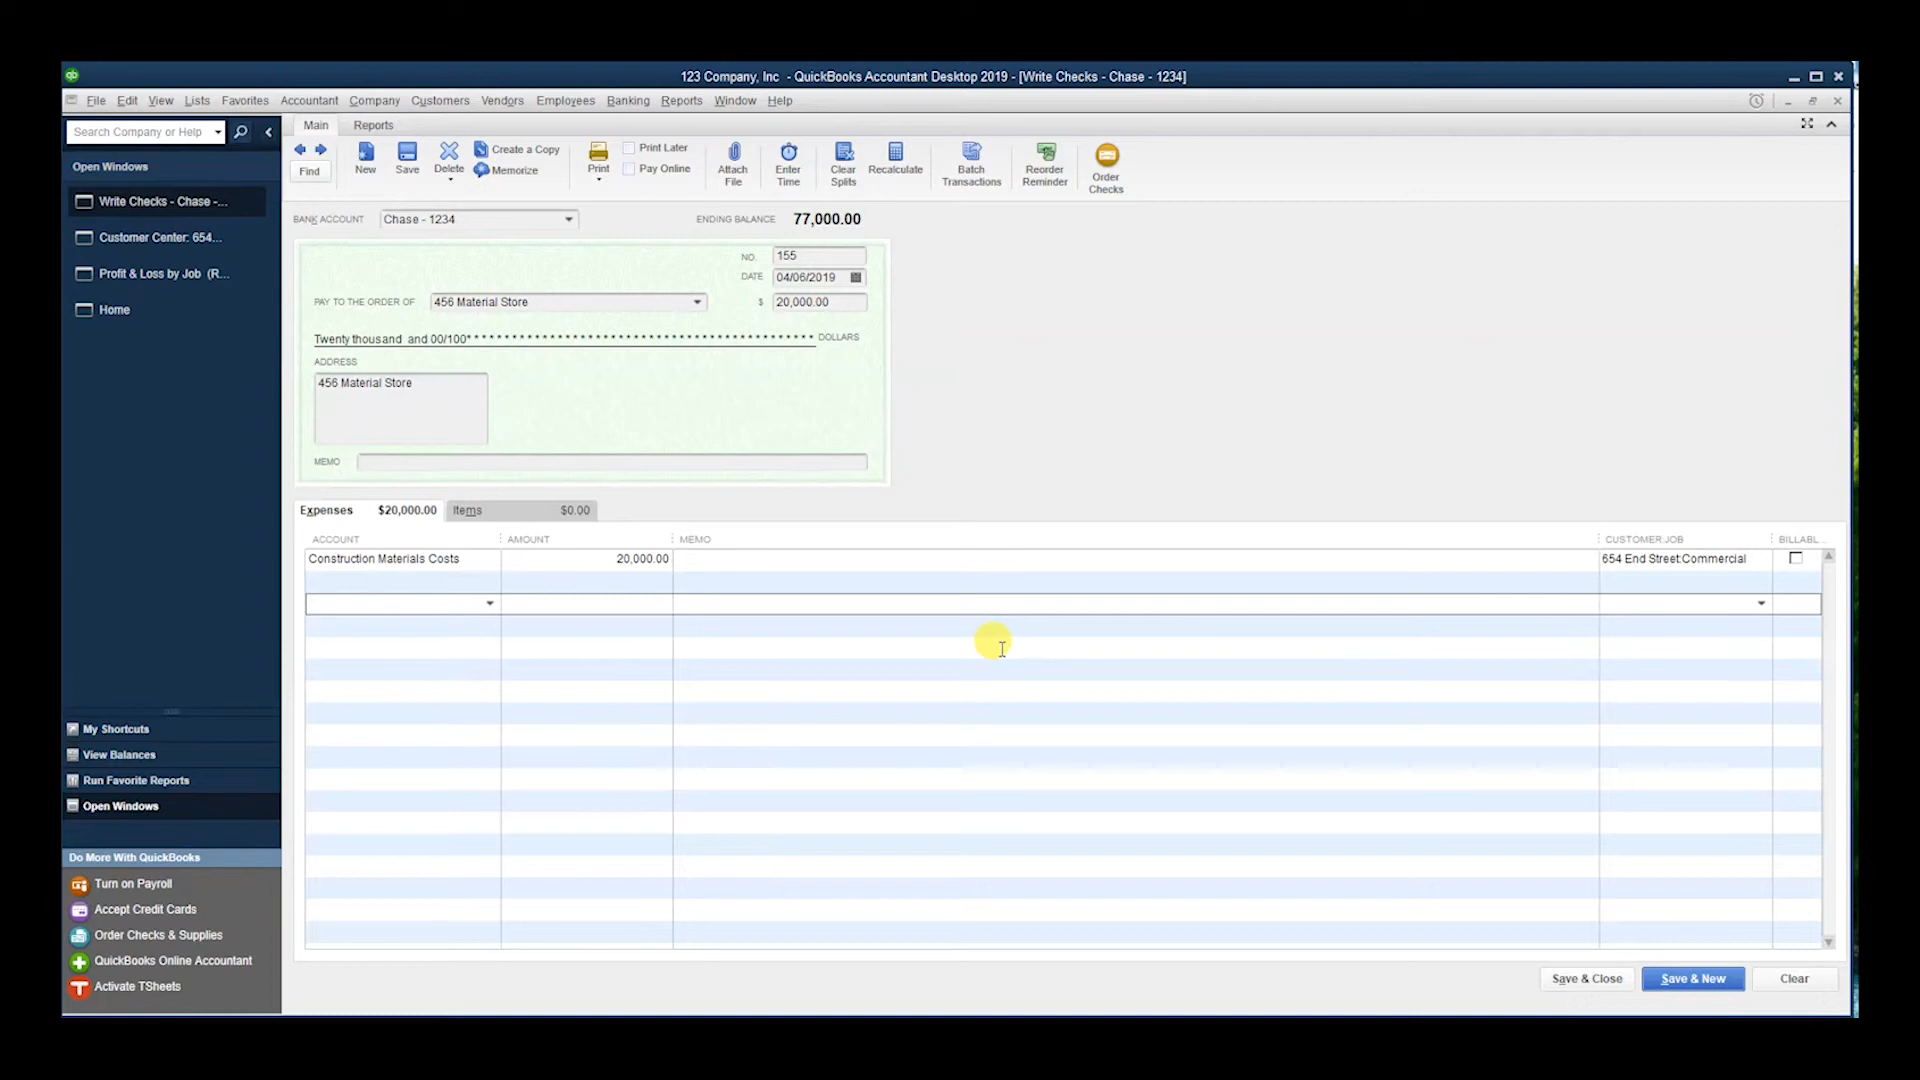 qb 123 Company, Inc - QuickBooks Accountant Desktop 2019 - [Write Checks - Chase - 1234]
File Edit View Lists Favorites Accountant Company Customers Vendors Employees Banking Reports Window Help
Search Company or Help
Main Reports
Open Windows
Write Checks - Chase -...
Customer Center: 654...
Profit & Loss by Job (R...
Home
My Shortcuts
View Balances
Run Favorite Reports
Open Windows
Do More With QuickBooks
Turn on Payroll
Accept Credit Cards
Order Checks & Supplies
QuickBooks Online Accountant
Activate TSheets
Find
New
Save
Delete
Create a Copy
Memorize
Print
Print Later
Pay Online
Attach
File
Enter
Time
Clear
Splits
Recalculate
Batch
Transactions
Reorder
Reminder
Order
Checks
BANK ACCOUNT Chase - 1234 ENDING BALANCE 77,000.00
NO. 155
DATE 04/06/2019
PAY TO THE ORDER OF 456 Material Store $ 20,000.00
Twenty thousand and 00/100* * * * * * * * * * * * * * * * * * * * * * * * * * * * * * * * * * * * * * * * * * DOLLARS
ADDRESS
456 Material Store
MEMO
Expenses $20,000.00 Items $0.00
ACCOUNT AMOUNT MEMO CUSTOMER:JOB BILLABL...
Construction Materials Costs 20,000.00 654 End Street:Commercial
Save & Close Save & New Clear